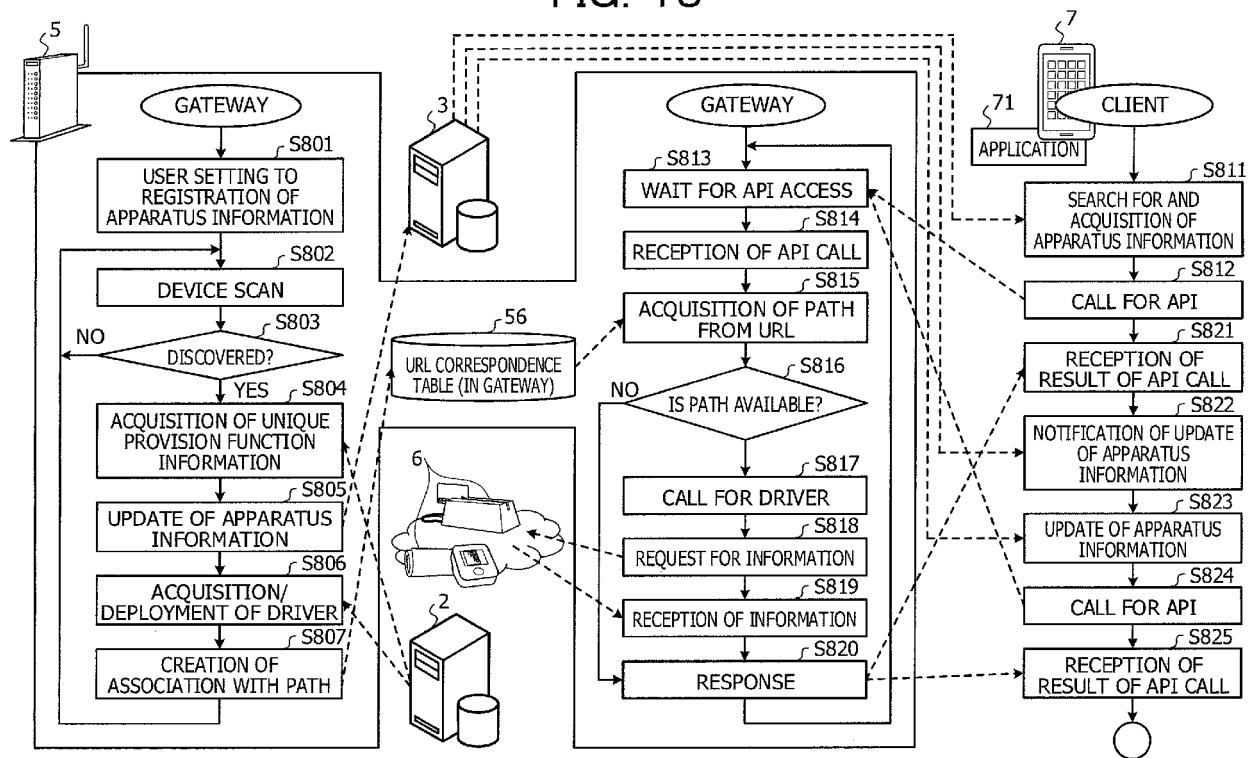 5
GATEWAY
S801
USER SETTING TO
REGISTRATION OF
APPARATUS INFORMATION
S802
DEVICE SCAN
S803
NO
DISCOVERED?
YES
S804
ACQUISITION OF UNIQUE
PROVISION FUNCTION
INFORMATION
S805
UPDATE OF APPARATUS
INFORMATION
S806
ACQUISITION/
DEPLOYMENT OF DRIVER
S807
CREATION OF
ASSOCIATION WITH PATH
3
56
URL CORRESPONDENCE
TABLE (IN GATEWAY)
6
2
GATEWAY
S813
WAIT FOR API ACCESS
S814
RECEPTION OF API CALL
S815
ACQUISITION OF PATH
FROM URL
S816
NO
IS PATH AVAILABLE?
S817
CALL FOR DRIVER
S818
REQUEST FOR INFORMATION
S819
RECEPTION OF INFORMATION
S820
RESPONSE
7
71
APPLICATION
CLIENT
S811
SEARCH FOR AND
ACQUISITION OF
APPARATUS INFORMATION
S812
CALL FOR API
S821
RECEPTION OF
RESULT OF API CALL
S822
NOTIFICATION OF UPDATE
OF APPARATUS
INFORMATION
S823
UPDATE OF APPARATUS
INFORMATION
S824
CALL FOR API
S825
RECEPTION OF
RESULT OF API CALL